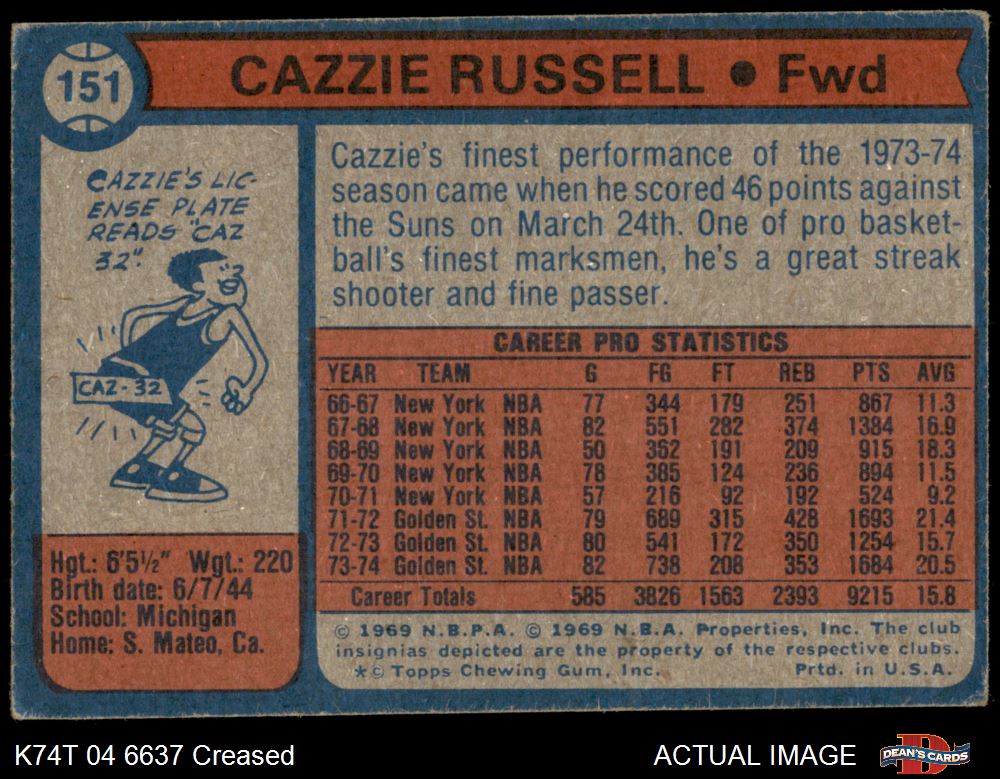 151
CAZZIE RUSSELL • Fwd
CAZZIE'S LIC-
ENSE PLATE
READS "CAZ
32".
CAZ-32
Hgt.: 6'5½" Wgt.: 220
Birth date: 6/7/44
School: Michigan
Home: S. Mateo, Ca.
Cazzie's finest performance of the 1973-74
season came when he scored 46 points against
the Suns on March 24th. One of pro basket-
ball's finest marksmen, he's a great streak
shooter and fine passer.
CAREER PRO STATISTICS
YEAR TEAM G FG FT REB PTS AVG
66-67 New York NBA 77 344 179 251 867 11.3
67-68 New York NBA 82 551 282 374 1384 16.9
68-69 New York NBA 50 362 191 209 915 18.3
69-70 New York NBA 78 385 124 236 894 11.5
70-71 New York NBA 57 216 92 192 524 9.2
71-72 Golden St. NBA 79 689 315 428 1693 21.4
72-73 Golden St. NBA 80 541 172 350 1254 15.7
73-74 Golden St. NBA 82 738 208 353 1684 20.5
Career Totals 585 3826 1563 2393 9215 15.8
© 1969 N.B.P.A. © 1969 N.B.A. Properties, Inc. The club
insignias depicted are the property of the respective clubs.
*© Topps Chewing Gum, Inc. Prtd. in U.S.A.
K74T 04 6637 Creased
ACTUAL IMAGE
DEAN'S CARDS